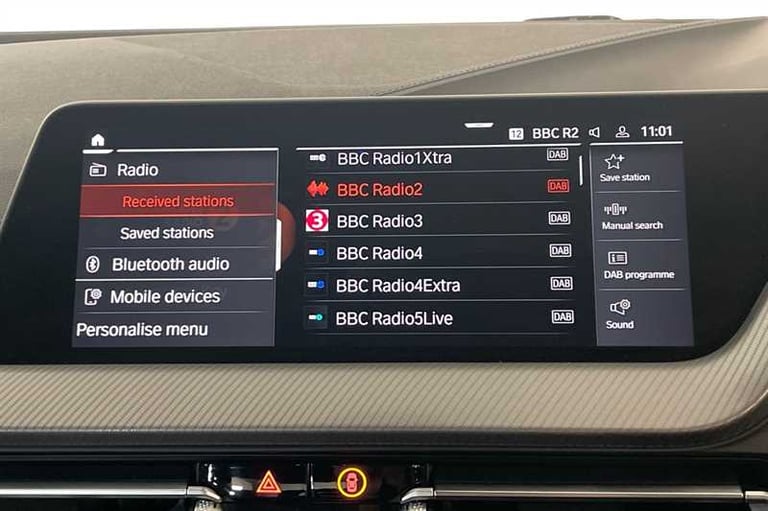 12 BBC R2 11:01
Radio
Received stations
Saved stations
Bluetooth audio
Mobile devices
Personalise menu
BBC Radio1Xtra DAB
BBC Radio2 DAB
3 BBC Radio3 DAB
BBC Radio4 DAB
BBC Radio4Extra DAB
BBC Radio5Live DAB
Save station
Manual search
DAB programme
Sound